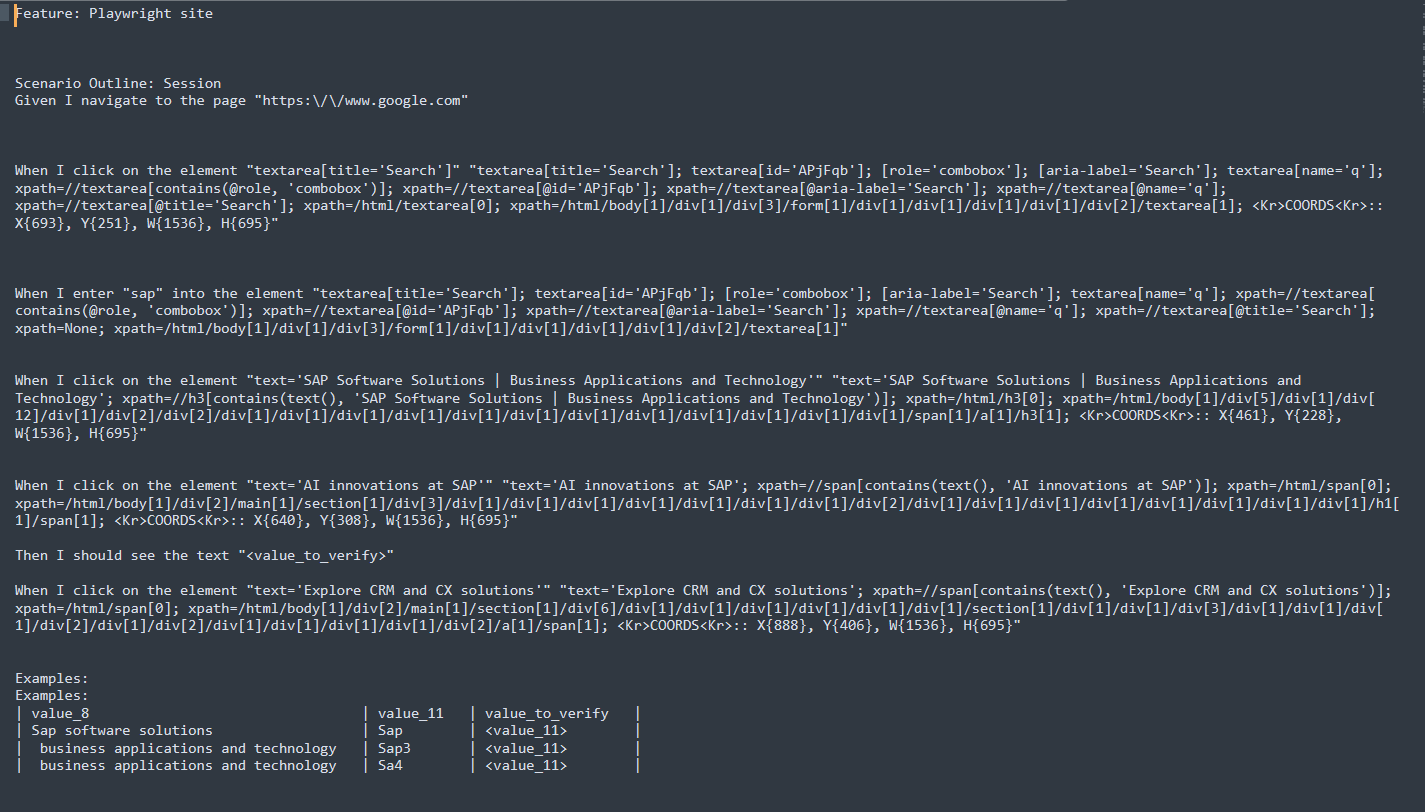 Feature: Playwright site
Scenario Outline: Session
Given I navigate to the page "https:\/\/www.google.com"
When I click on the element "textarea[title='Search']" "textarea[title='Search']; textarea[id='APjFqb']; [role='combobox']; [aria-label='Search']; textarea[name='q'];
xpath=//textarea[contains(@role, 'combobox')]; xpath=//textarea[@id='APjFqb']; xpath=//textarea[@aria-label='Search']; xpath=//textarea[@name='q'];
xpath=//textarea[@title='Search']; xpath=/html/textarea[0]; xpath=/html/body[1]/div[1]/div[3]/form[1]/div[1]/div[1]/div[1]/div[1]/div[2]/textarea[1]; <Kr>COORDS<Kr>::
X{693}, Y{251}, W{1536}, H{695}"
When I enter "sap" into the element "textarea[title='Search']; textarea[id='APjFqb']; [role='combobox']; [aria-label='Search']; textarea[name='q']; xpath=//textarea[
contains(@role, 'combobox')]; xpath=//textarea[@id='APjFqb']; xpath=//textarea[@aria-label='Search']; xpath=//textarea[@name='q']; xpath=//textarea[@title='Search'];
xpath=None; xpath=/html/body[1]/div[1]/div[3]/form[1]/div[1]/div[1]/div[1]/div[1]/div[2]/textarea[1]"
When I click on the element "text='SAP Software Solutions | Business Applications and Technology'" "text='SAP Software Solutions | Business Applications and
Technology'; xpath=//h3[contains(text(), 'SAP Software Solutions | Business Applications and Technology')]; xpath=/html/h3[0]; xpath=/html/body[1]/div[5]/div[1]/div[
12]/div[1]/div[2]/div[2]/div[1]/div[1]/div[1]/div[1]/div[1]/div[1]/div[1]/div[1]/div[1]/div[1]/span[1]/a[1]/h3[1]; <Kr>COORDS<Kr>:: X{461}, Y{228},
W{1536}, H{695}"
When I click on the element "text='AI innovations at SAP'" "text='AI innovations at SAP'; xpath=//span[contains(text(), 'AI innovations at SAP')]; xpath=/html/span[0];
xpath=/html/body[1]/div[2]/main[1]/section[1]/div[3]/div[1]/div[1]/div[1]/div[1]/div[1]/div[2]/div[1]/div[1]/div[1]/div[1]/div[1]/div[1]/div[1]/h1[
1]/span[1]; <Kr>COORDS<Kr>:: X{640}, Y{308}, W{1536}, H{695}"
Then I should see the text "<value_to_verify>"
When I click on the element "text='Explore CRM and CX solutions'" "text='Explore CRM and CX solutions'; xpath=//span[contains(text(), 'Explore CRM and CX solutions')];
xpath=/html/span[0]; xpath=/html/body[1]/div[2]/main[1]/section[1]/div[6]/div[1]/div[1]/div[1]/div[1]/div[1]/div[1]/section[1]/div[1]/div[1]/div[3]/div[1]/div[1]/div[
1]/div[2]/div[1]/div[2]/div[1]/div[1]/div[1]/div[1]/div[2]/a[1]/span[1]; <Kr>COORDS<Kr>:: X{888}, Y{406}, W{1536}, H{695}"
Examples:
Examples:
| value_8 | value_11 | value_to_verify |
| Sap software solutions | Sap | <value_11> |
| business applications and technology | Sap3 | <value_11> |
| business applications and technology | Sa4 | <value_11> |